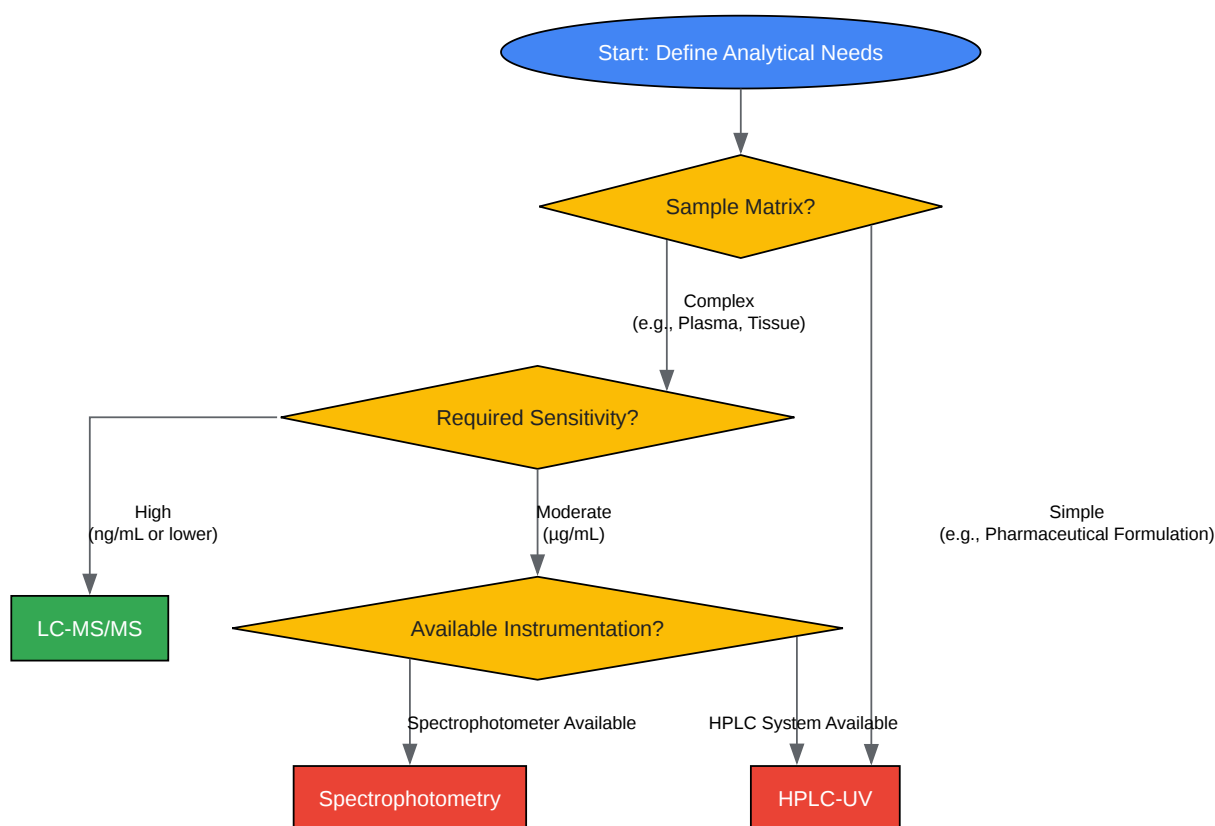 Start: Define Analytical Needs
Sample Matrix?
Complex
(e.g., Plasma, Tissue)
Required Sensitivity?
High
(ng/mL or lower)
Moderate
(µg/mL)
Simple
(e.g., Pharmaceutical Formulation)
LC-MS/MS
Available Instrumentation?
Spectrophotometer Available
HPLC System Available
Spectrophotometry
HPLC-UV